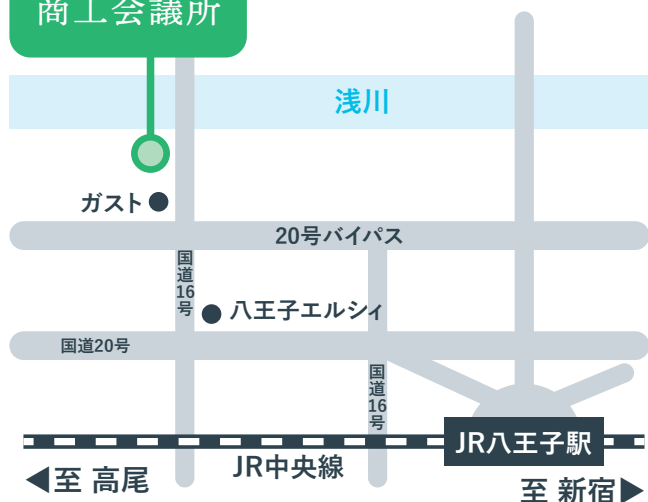 商工会議所
浅川
ガスト
20号バイパス
国道16号
八王子エルシィ
国道20号
国道16号
JR八王子駅
JR中央線
◀至 高尾
至 新宿▶